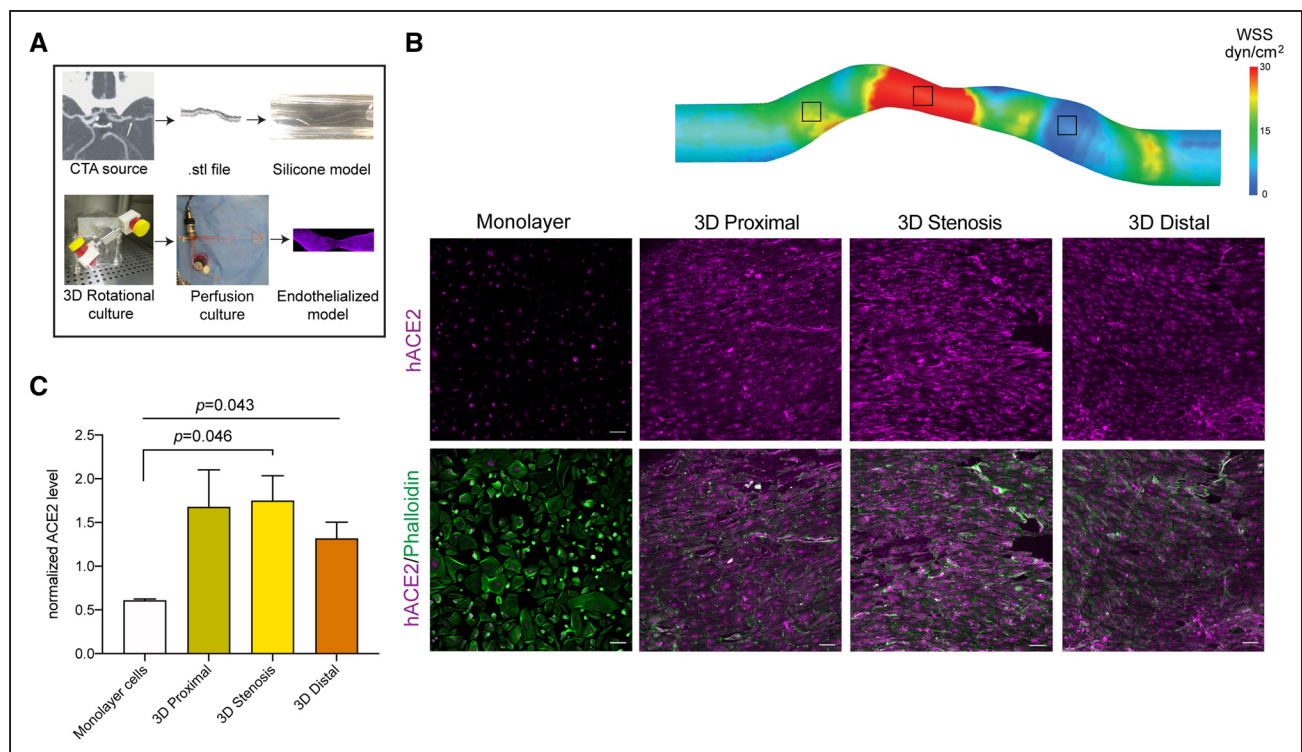 A
CTA source
.stl file
Silicone model
3D Rotational
culture
Perfusion
culture
Endothelialized
model
B
WSS
dyn/cm²
30
15
0
Monolayer
3D Proximal
3D Stenosis
3D Distal
hACE2
hACE2/Phalloidin
C
p=0.043
p=0.046
normalized ACE2 level
2.5
2.0
1.5
1.0
0.5
0.0
Monolayer cells
3D Proximal
3D Stenosis
3D Distal